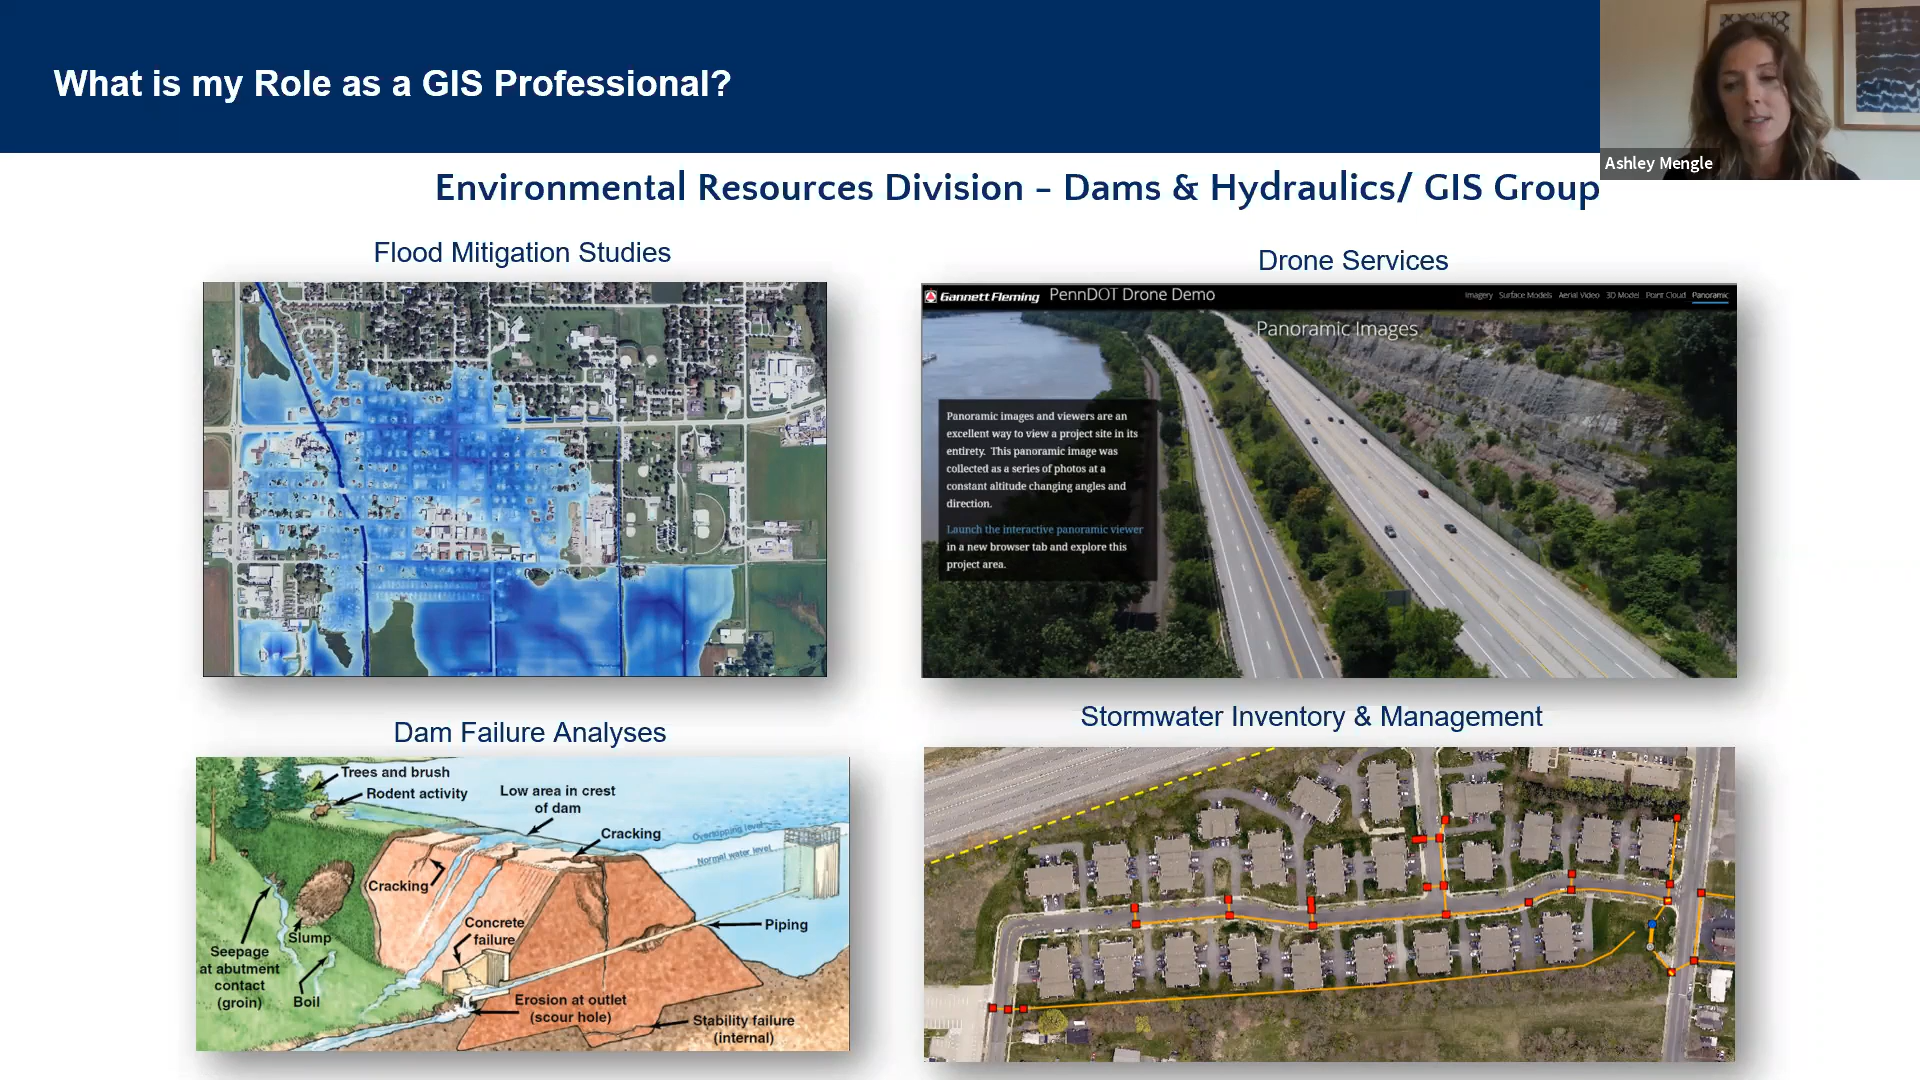 What is my Role as a GIS Professional?
Ashley Mengle
Environmental Resources Division - Dams & Hydraulics/ GIS Group
Flood Mitigation Studies
Drone Services
Gannett Fleming PennDOT Drone Demo
Imagery Surface Models Aerial Video 3D Model Point Cloud Panoramic
Panoramic Images
Panoramic images and viewers are an
excellent way to view a project site in its
entirety. This panoramic image was
collected as a series of photos at a
constant altitude changing angles and
direction.
Launch the interactive panoramic viewer
in a new browser tab and explore this
project area.
Dam Failure Analyses
Trees and brush
Rodent activity
Low area in crest
of dam
Cracking
Overtopping level
Normal water level
Cracking
Concrete
failure
Piping
Slump
Seepage
at abutment
contact
(groin)
Boil
Erosion at outlet
(scour hole)
Stability failure
(internal)
Stormwater Inventory & Management